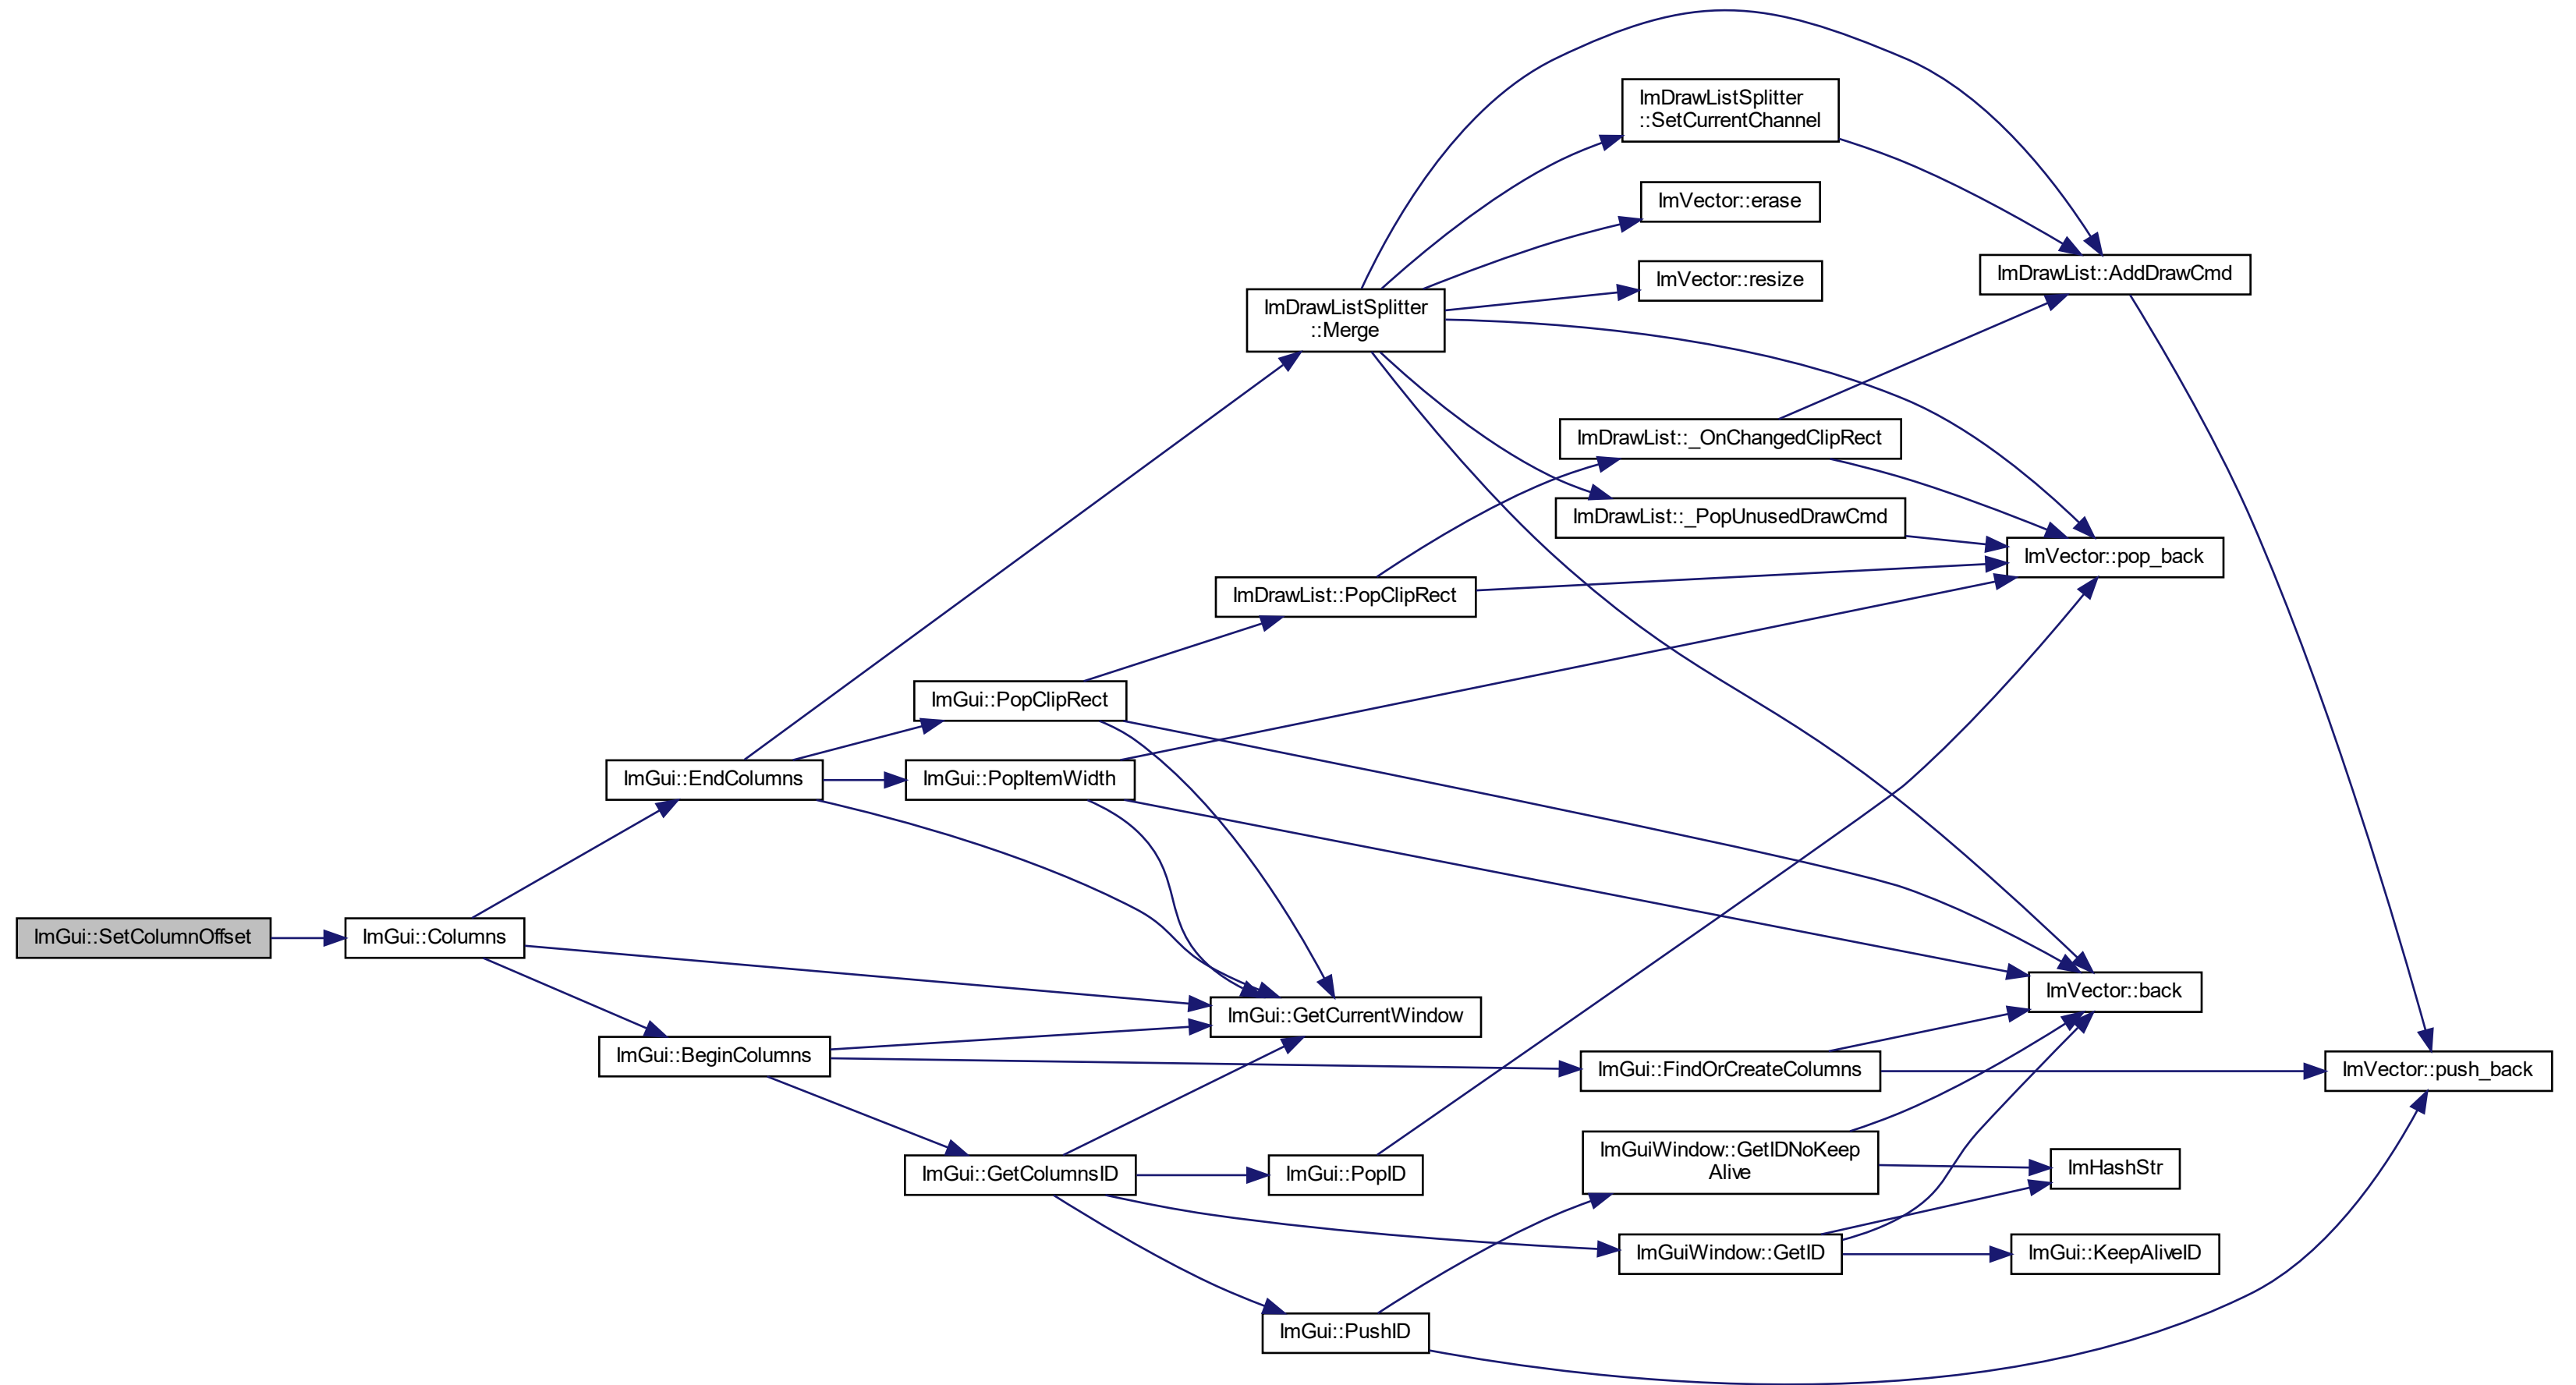 ImDrawListSplitter
::SetCurrentChannel
ImVector::erase
ImDrawList::AddDrawCmd
ImVector::resize
ImDrawListSplitter
::Merge
ImDrawList::_OnChangedClipRect
ImDrawList::_PopUnusedDrawCmd
ImVector::pop_back
ImDrawList::PopClipRect
ImGui::PopClipRect
ImGui::EndColumns
ImGui::PopItemWidth
ImGui::SetColumnOffset
ImGui::Columns
ImVector::back
ImGui::GetCurrentWindow
ImGui::BeginColumns
ImGui::FindOrCreateColumns
ImVector::push_back
ImGuiWindow::GetIDNoKeep
Alive
ImHashStr
ImGui::GetColumnsID
ImGui::PopID
ImGuiWindow::GetID
ImGui::KeepAliveID
ImGui::PushID